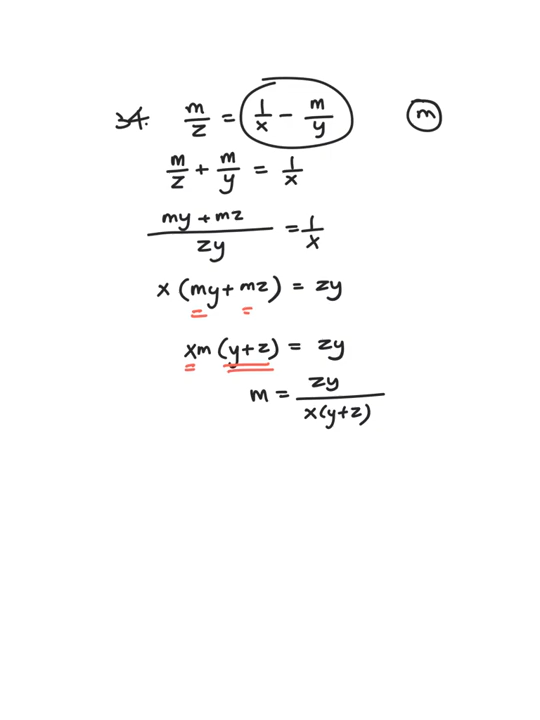 34. m/z = 1/x - m/y m
m/z + m/y = 1/x
my + mz/zy = 1/x
x (my + mz) = zy
xm (y + z) = zy
m = zy/x(y+z)